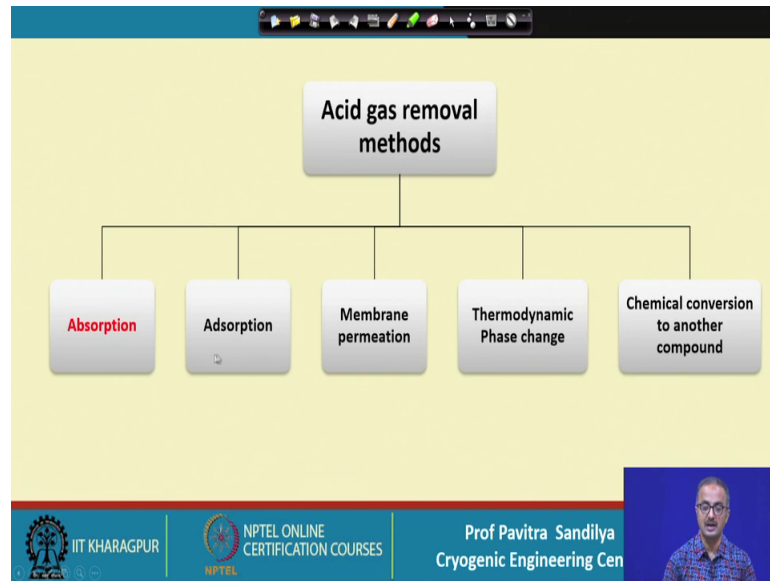 Acid gas removal
methods
Absorption
Adsorption
Membrane
permeation
Thermodynamic
Phase change
Chemical conversion
to another
compound
IIT KHARAGPUR
NPTEL
NPTEL ONLINE
CERTIFICATION COURSES
Prof Pavitra Sandilya
Cryogenic Engineering Cen